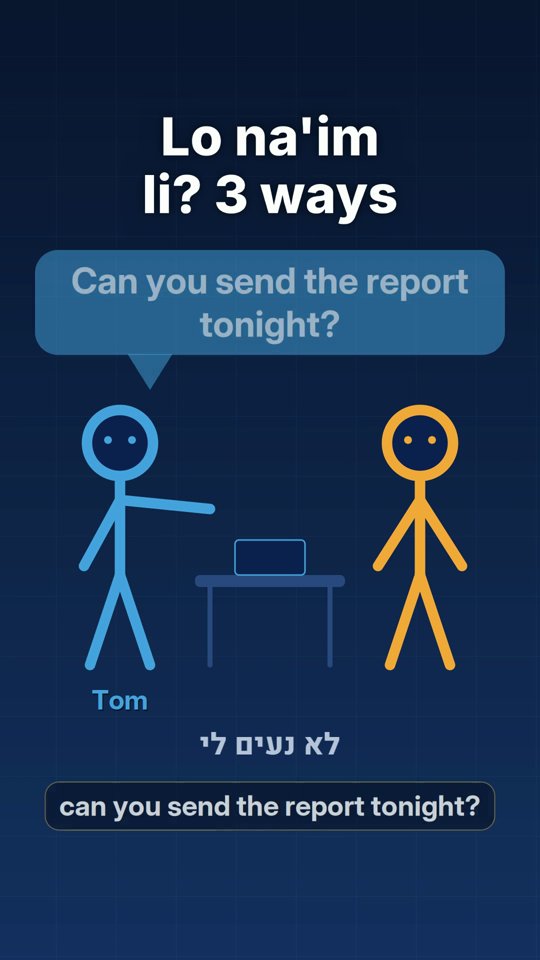 Lo na'im
li? 3 ways
Can you send the report
tonight?
Tom
לא נעים לי
can you send the report tonight?